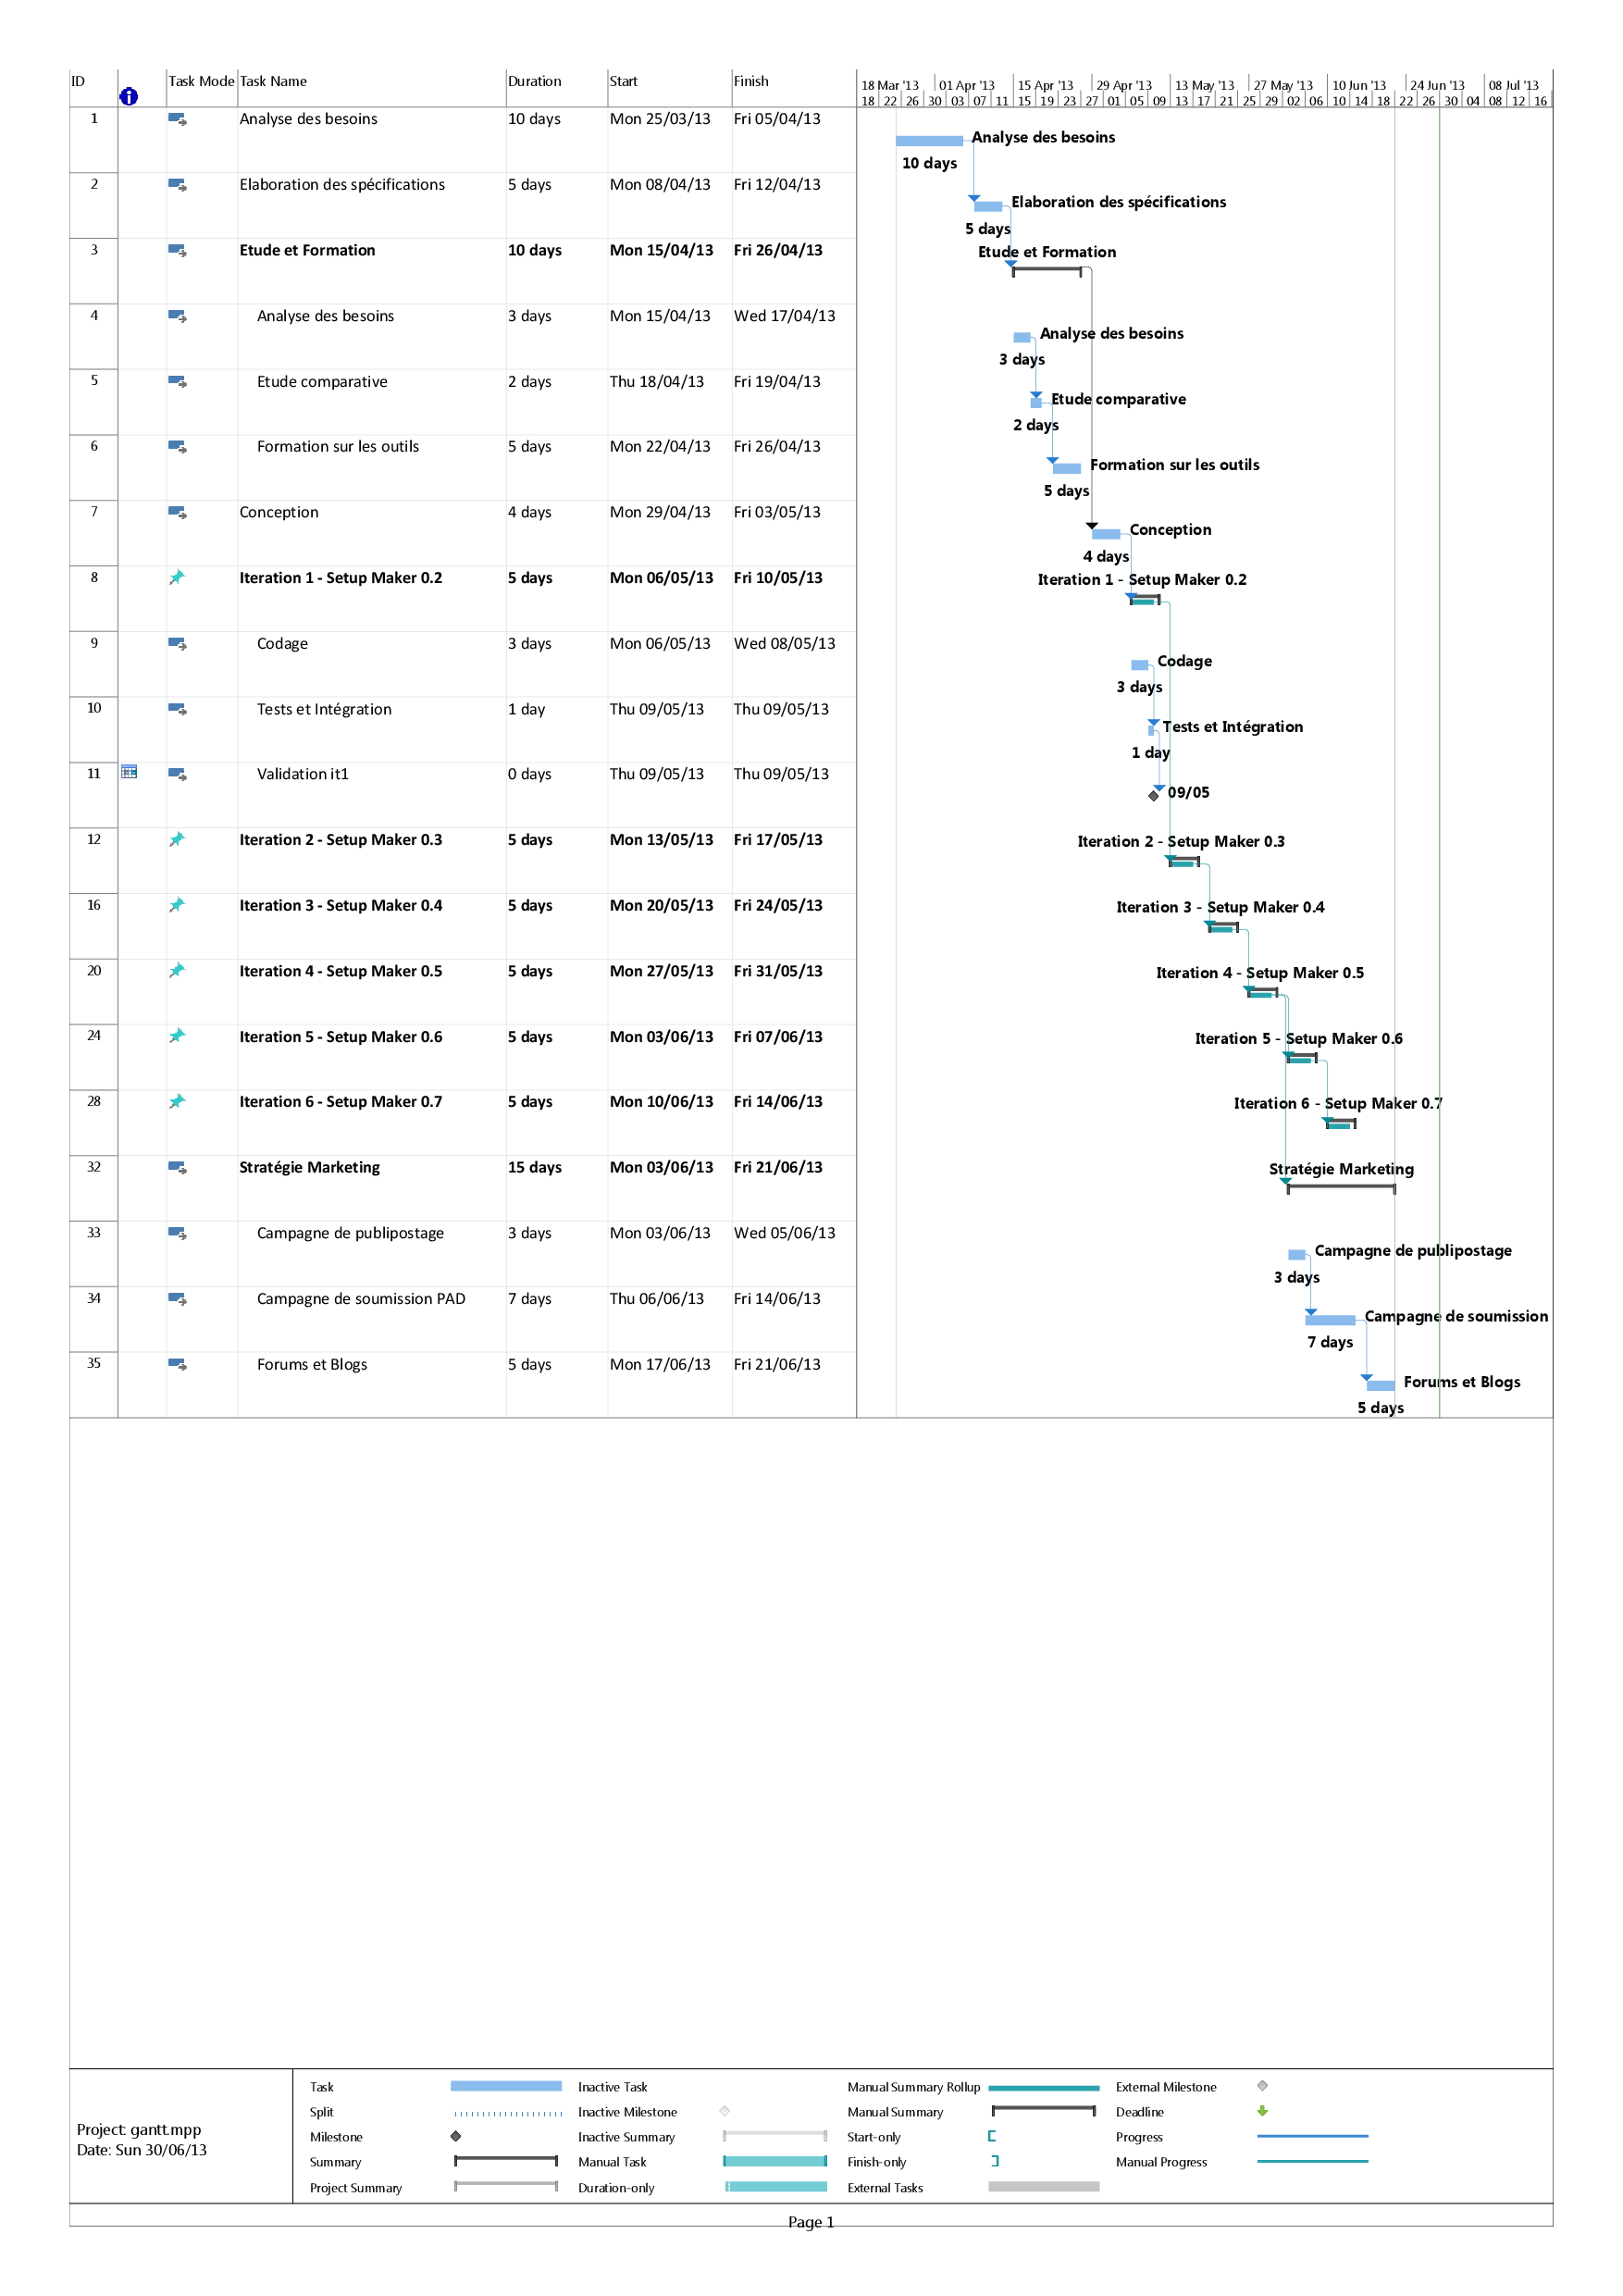 ID Task Mode Task Name Duration Start Finish
18 Mar '13 01 Apr '13 15 Apr '13 29 Apr '13 13 May '13 27 May '13 10 Jun '13 24 Jun '13 08 Jul '13
18 22 26 30 03 07 11 15 19 23 27 01 05 09 13 17 21 25 29 02 06 10 14 18 22 26 30 04 08 12 16
1 Analyse des besoins 10 days Mon 25/03/13 Fri 05/04/13
Analyse des besoins
10 days
2 Elaboration des spécifications 5 days Mon 08/04/13 Fri 12/04/13
Elaboration des spécifications
5 days
3 Etude et Formation 10 days Mon 15/04/13 Fri 26/04/13
Etude et Formation
4 Analyse des besoins 3 days Mon 15/04/13 Wed 17/04/13
Analyse des besoins
3 days
5 Etude comparative 2 days Thu 18/04/13 Fri 19/04/13
Etude comparative
2 days
6 Formation sur les outils 5 days Mon 22/04/13 Fri 26/04/13
Formation sur les outils
5 days
7 Conception 4 days Mon 29/04/13 Fri 03/05/13
Conception
4 days
8 Iteration 1 - Setup Maker 0.2 5 days Mon 06/05/13 Fri 10/05/13
Iteration 1 - Setup Maker 0.2
9 Codage 3 days Mon 06/05/13 Wed 08/05/13
Codage
3 days
10 Tests et Intégration 1 day Thu 09/05/13 Thu 09/05/13
Tests et Intégration
1 day
11 Validation it1 0 days Thu 09/05/13 Thu 09/05/13
09/05
12 Iteration 2 - Setup Maker 0.3 5 days Mon 13/05/13 Fri 17/05/13
Iteration 2 - Setup Maker 0.3
16 Iteration 3 - Setup Maker 0.4 5 days Mon 20/05/13 Fri 24/05/13
Iteration 3 - Setup Maker 0.4
20 Iteration 4 - Setup Maker 0.5 5 days Mon 27/05/13 Fri 31/05/13
Iteration 4 - Setup Maker 0.5
24 Iteration 5 - Setup Maker 0.6 5 days Mon 03/06/13 Fri 07/06/13
Iteration 5 - Setup Maker 0.6
28 Iteration 6 - Setup Maker 0.7 5 days Mon 10/06/13 Fri 14/06/13
Iteration 6 - Setup Maker 0.7
32 Stratégie Marketing 15 days Mon 03/06/13 Fri 21/06/13
Stratégie Marketing
33 Campagne de publipostage 3 days Mon 03/06/13 Wed 05/06/13
Campagne de publipostage
3 days
34 Campagne de soumission PAD 7 days Thu 06/06/13 Fri 14/06/13
Campagne de soumission
7 days
35 Forums et Blogs 5 days Mon 17/06/13 Fri 21/06/13
Forums et Blogs
5 days
Project: gantt.mpp
Date: Sun 30/06/13
Task Inactive Task Manual Summary Rollup External Milestone
Split Inactive Milestone Manual Summary Deadline
Milestone Inactive Summary Start-only Progress
Summary Manual Task Finish-only Manual Progress
Project Summary Duration-only External Tasks
Page 1